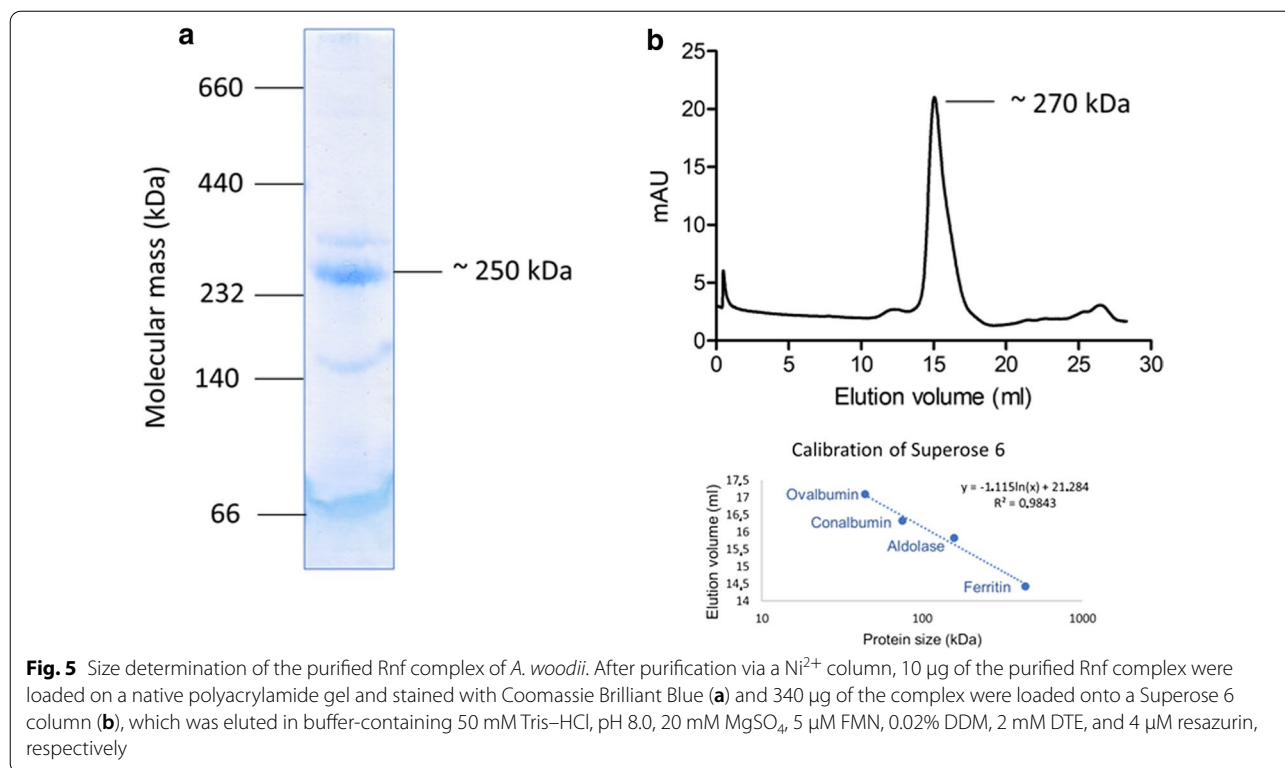 a
Molecular mass (kDa)
660
440
232
140
66
~ 250 kDa
b
mAU
25
20
15
10
5
0
~ 270 kDa
0 5 10 15 20 25 30
Elution volume (ml)
Calibration of Superose 6
Elution volume (ml)
17,5
17
16,5
16
15,5
15
14,5
14
Ovalbumin
Conalbumin
Aldolase
Ferritin
y = -1.115ln(x) + 21.284
R² = 0,9843
10 100 1000
Protein size (kDa)
Fig. 5 Size determination of the purified Rnf complex of A. woodii. After purification via a Ni²⁺ column, 10 μg of the purified Rnf complex were
loaded on a native polyacrylamide gel and stained with Coomassie Brilliant Blue (a) and 340 μg of the complex were loaded onto a Superose 6
column (b), which was eluted in buffer-containing 50 mM Tris–HCl, pH 8.0, 20 mM MgSO₄, 5 μM FMN, 0.02% DDM, 2 mM DTE, and 4 μM resazurin,
respectively